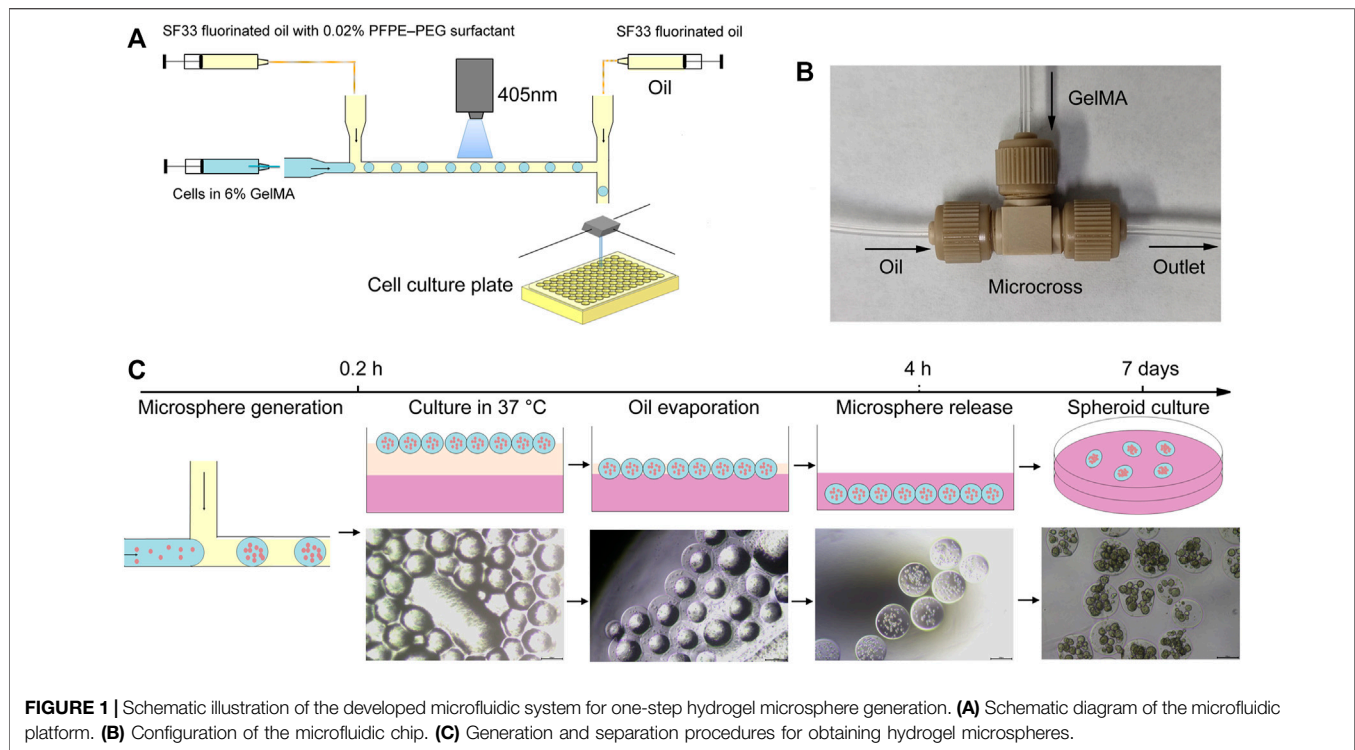 A
SF33 fluorinated oil with 0.02% PFPE–PEG surfactant
SF33 fluorinated oil
405nm
Oil
Cells in 6% GelMA
Cell culture plate
B
GelMA
Oil
Outlet
Microcross
C
0.2 h
4 h
7 days
Microsphere generation
Culture in 37 °C
Oil evaporation
Microsphere release
Spheroid culture
FIGURE 1 | Schematic illustration of the developed microfluidic system for one-step hydrogel microsphere generation. (A) Schematic diagram of the microfluidic
platform. (B) Configuration of the microfluidic chip. (C) Generation and separation procedures for obtaining hydrogel microspheres.